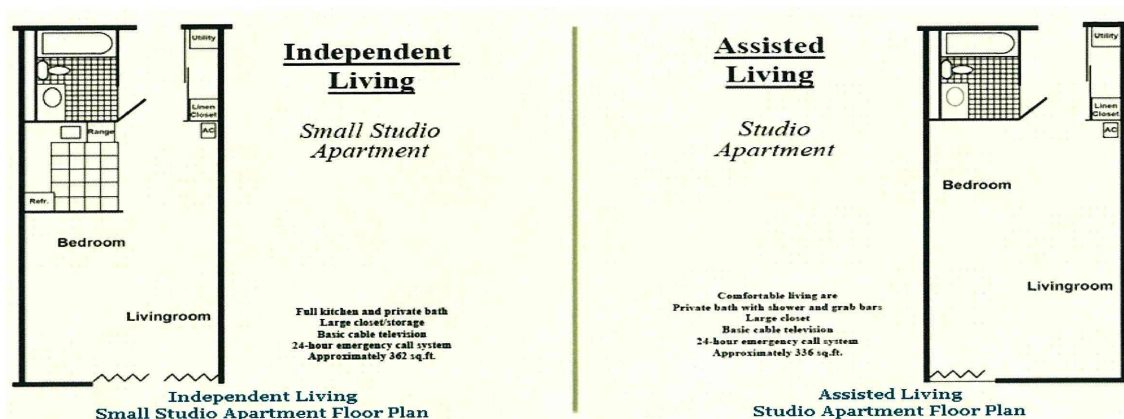 Utility
Linen
Closet
AC
Range
Refr.
Bedroom
Livingroom
Independent
Living
Small Studio
Apartment
Full kitchen and private bath
Large closet/storage
Basic cable television
24-hour emergency call system
Approximately 362 sq.ft.
Independent Living
Small Studio Apartment Floor Plan
Assisted
Living
Studio
Apartment
Comfortable living are
Private bath with shower and grab bars
Large closet
Basic cable television
24-hour emergency call system
Approximately 336 sq.ft.
Utility
Linen
Closet
AC
Bedroom
Livingroom
Assisted Living
Studio Apartment Floor Plan